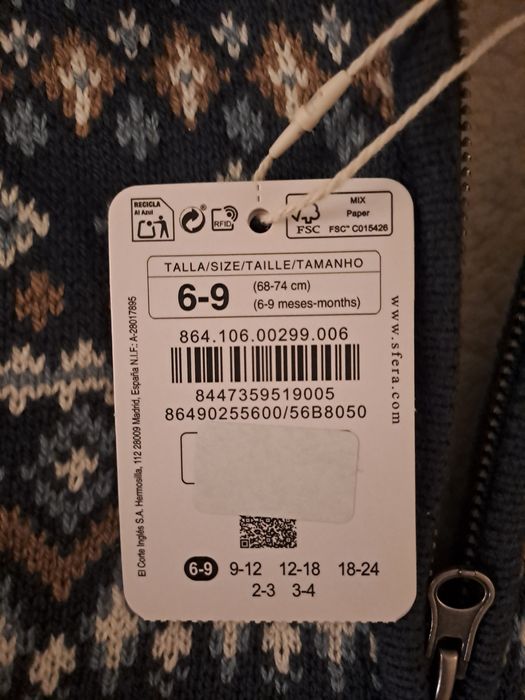 RECICLA
Al Azul
RFID
FSC
MIX
Paper
FSC™ C015426
TALLA/SIZE/TAILLE/TAMANHO
6-9
(68-74 cm)
(6-9 meses-months)
864.106.00299.006
8447359519005
86490255600/56B8050
6-9 9-12 12-18 18-24
2-3 3-4
www.sfera.com
El Corte Inglés S.A. Hermosilla, 112 28009 Madrid, España N.I.F.: A-28017895